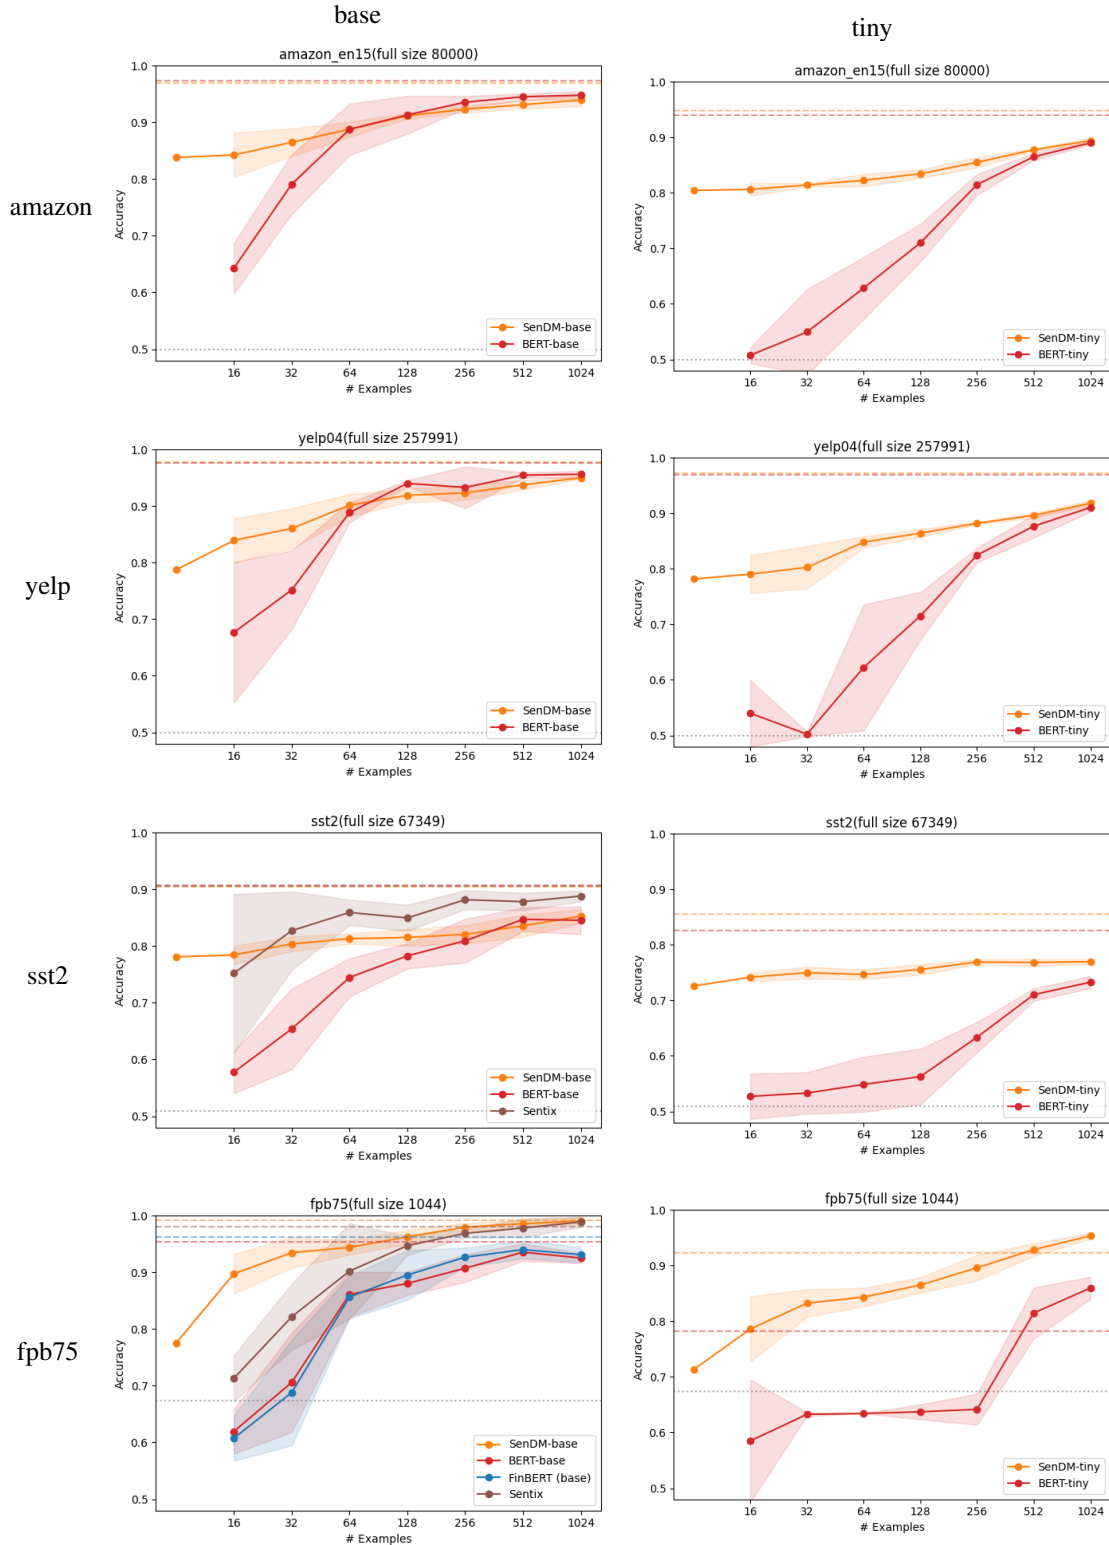 base
tiny
amazon
amazon_en15(full size 80000)
Accuracy
1.0
0.9
0.8
0.7
0.6
0.5
16 32 64 128 256 512 1024
# Examples
SenDM-base
BERT-base
amazon_en15(full size 80000)
Accuracy
1.0
0.9
0.8
0.7
0.6
0.5
16 32 64 128 256 512 1024
# Examples
SenDM-tiny
BERT-tiny
yelp
yelp04(full size 257991)
Accuracy
1.0
0.9
0.8
0.7
0.6
0.5
16 32 64 128 256 512 1024
# Examples
SenDM-base
BERT-base
yelp04(full size 257991)
Accuracy
1.0
0.9
0.8
0.7
0.6
0.5
16 32 64 128 256 512 1024
# Examples
SenDM-tiny
BERT-tiny
sst2
sst2(full size 67349)
Accuracy
1.0
0.9
0.8
0.7
0.6
0.5
16 32 64 128 256 512 1024
# Examples
SenDM-base
BERT-base
Sentix
sst2(full size 67349)
Accuracy
1.0
0.9
0.8
0.7
0.6
0.5
16 32 64 128 256 512 1024
# Examples
SenDM-tiny
BERT-tiny
fpb75
fpb75(full size 1044)
Accuracy
1.0
0.9
0.8
0.7
0.6
0.5
16 32 64 128 256 512 1024
# Examples
SenDM-base
BERT-base
FinBERT (base)
Sentix
fpb75(full size 1044)
Accuracy
1.0
0.9
0.8
0.7
0.6
0.5
16 32 64 128 256 512 1024
# Examples
SenDM-tiny
BERT-tiny